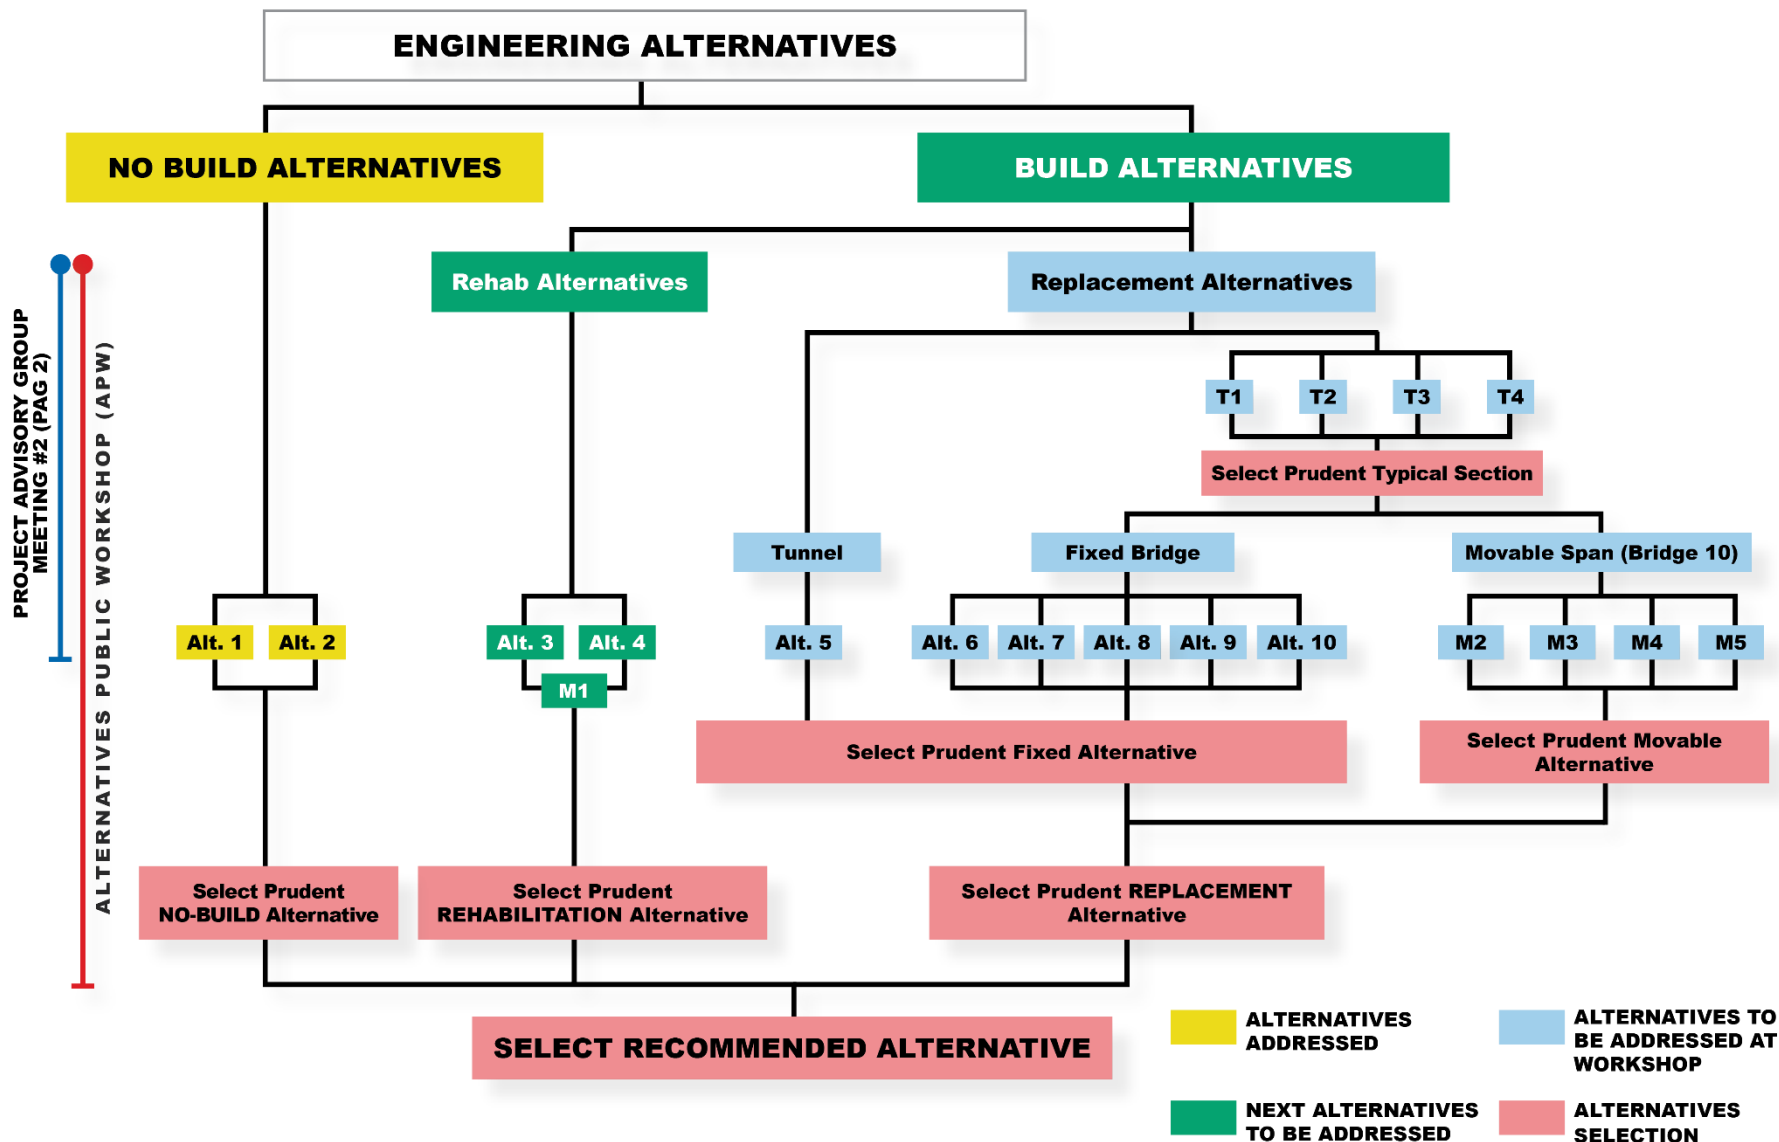 ENGINEERING ALTERNATIVES
NO BUILD ALTERNATIVES
BUILD ALTERNATIVES
Rehab Alternatives
Replacement Alternatives
PROJECT ADVISORY GROUP
MEETING #2 (PAG 2)
ALTERNATIVES PUBLIC WORKSHOP (APW)
T1
T2
T3
T4
Select Prudent Typical Section
Tunnel
Fixed Bridge
Movable Span (Bridge 10)
Alt. 1
Alt. 2
Alt. 3
Alt. 4
M1
Alt. 5
Alt. 6
Alt. 7
Alt. 8
Alt. 9
Alt. 10
M2
M3
M4
M5
Select Prudent Fixed Alternative
Select Prudent Movable
Alternative
Select Prudent
NO-BUILD Alternative
Select Prudent
REHABILITATION Alternative
Select Prudent REPLACEMENT
Alternative
SELECT RECOMMENDED ALTERNATIVE
ALTERNATIVES
ADDRESSED
ALTERNATIVES TO
BE ADDRESSED AT
WORKSHOP
NEXT ALTERNATIVES
TO BE ADDRESSED
ALTERNATIVES
SELECTION